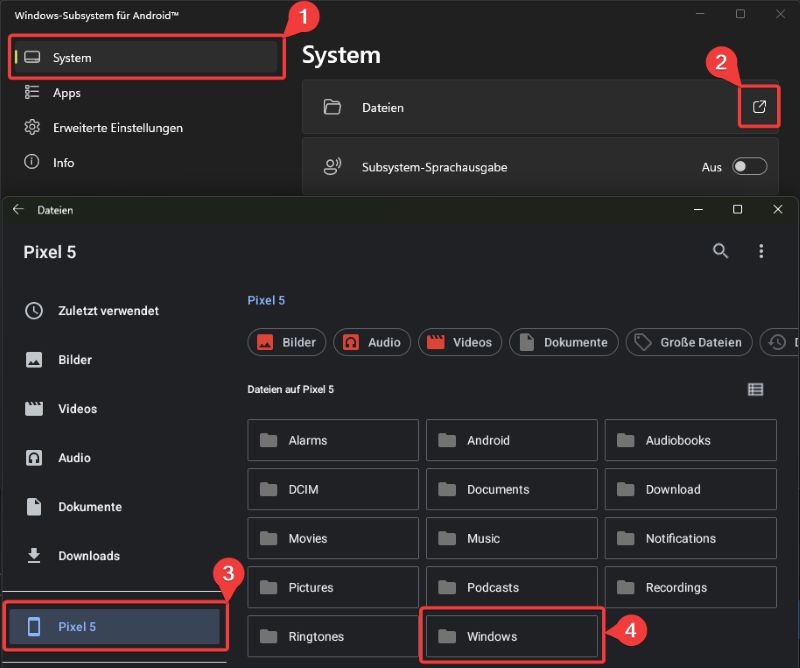 Windows-Subsystem für Android™
1
System
System
2
Dateien
Apps
Erweiterte Einstellungen
Info
Subsystem-Sprachausgabe
Aus
Dateien
Pixel 5
Zuletzt verwendet
Bilder
Videos
Audio
Dokumente
Downloads
3
Pixel 5
Pixel 5
Bilder Audio Videos Dokumente Große Dateien
Dateien auf Pixel 5
Alarms Android Audiobooks
DCIM Documents Download
Movies Music Notifications
Pictures Podcasts Recordings
Ringtones Windows
4